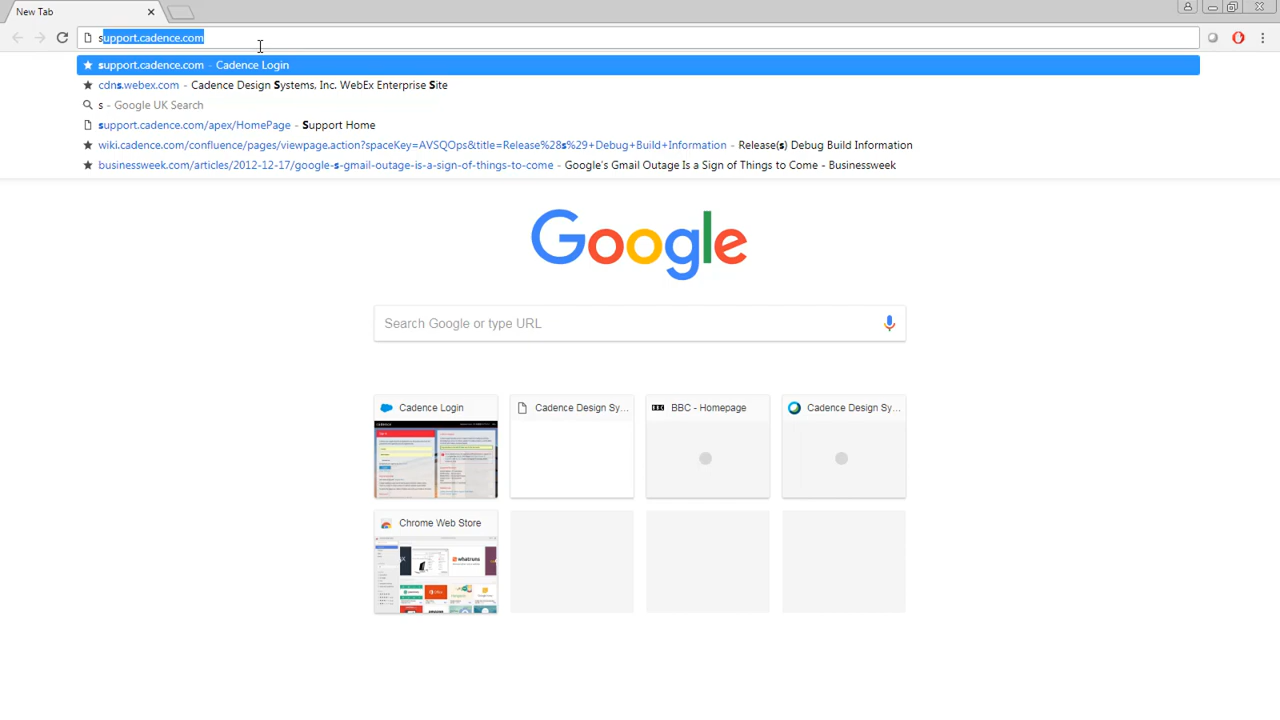 New Tab
support.cadence.com
support.cadence.com - Cadence Login
cdns.webex.com - Cadence Design Systems, Inc. WebEx Enterprise Site
s - Google UK Search
support.cadence.com/apex/HomePage - Support Home
wiki.cadence.com/confluence/pages/viewpage.action?spaceKey=AVSQOps&title=Release%28s%29+Debug+Build+Information - Release(s) Debug Build Information
businessweek.com/articles/2012-12-17/google-s-gmail-outage-is-a-sign-of-things-to-come - Google's Gmail Outage Is a Sign of Things to Come - Businessweek
Google
Search Google or type URL
Cadence Login
Cadence Design Sy...
BBC - Homepage
Cadence Design Sy...
Chrome Web Store
whatruns